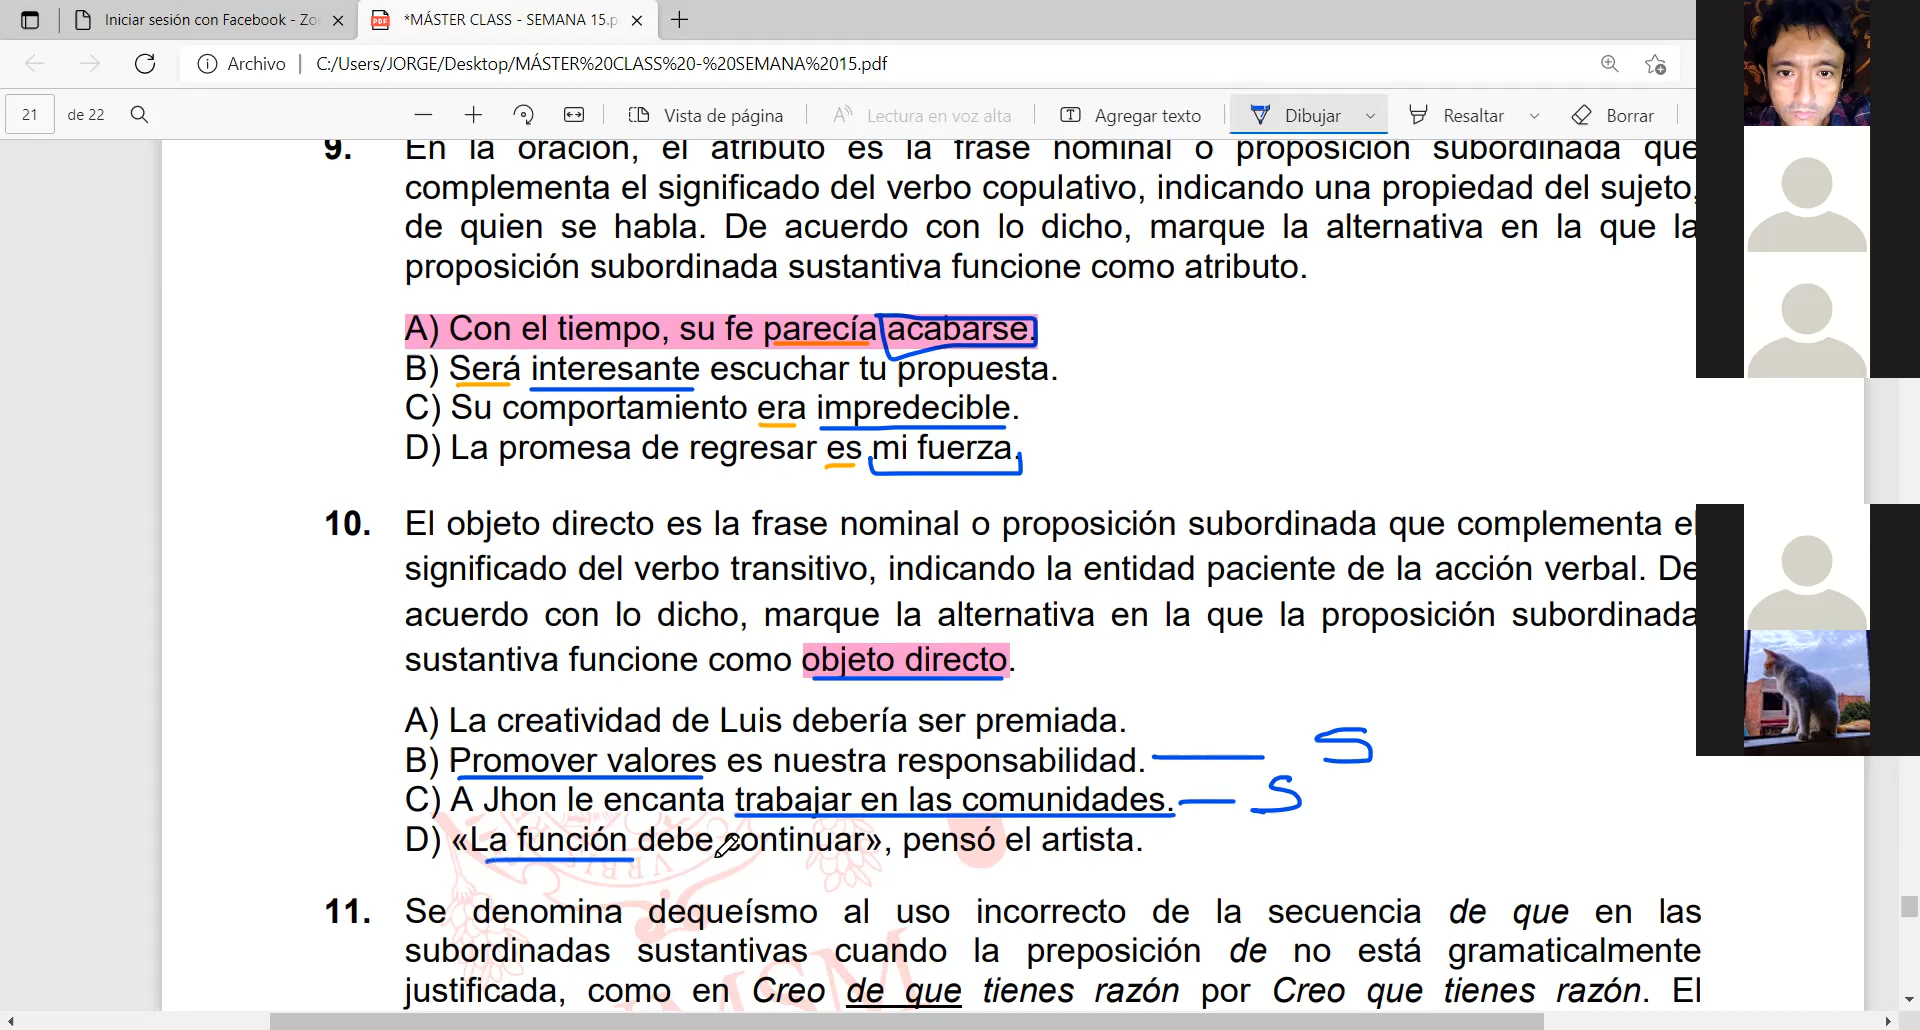 Iniciar sesión con Facebook - Zo
*MÁSTER CLASS - SEMANA 15.p
Archivo | C:/Users/JORGE/Desktop/MÁSTER%20CLASS%20-%20SEMANA%2015.pdf
21 de 22 Vista de página Lectura en voz alta Agregar texto Dibujar Resaltar Borrar
9. En la oración, el atributo es la frase nominal o proposición subordinada que
complementa el significado del verbo copulativo, indicando una propiedad del sujeto,
de quien se habla. De acuerdo con lo dicho, marque la alternativa en la que la
proposición subordinada sustantiva funcione como atributo.
A) Con el tiempo, su fe parecía acabarse.
B) Será interesante escuchar tu propuesta.
C) Su comportamiento era impredecible.
D) La promesa de regresar es mi fuerza.
10. El objeto directo es la frase nominal o proposición subordinada que complementa el
significado del verbo transitivo, indicando la entidad paciente de la acción verbal. De
acuerdo con lo dicho, marque la alternativa en la que la proposición subordinada
sustantiva funcione como objeto directo.
A) La creatividad de Luis debería ser premiada.
B) Promover valores es nuestra responsabilidad. S
C) A Jhon le encanta trabajar en las comunidades. S
D) «La función debe continuar», pensó el artista.
11. Se denomina dequeísmo al uso incorrecto de la secuencia de que en las
subordinadas sustantivas cuando la preposición de no está gramaticalmente
justificada, como en Creo de que tienes razón por Creo que tienes razón. El